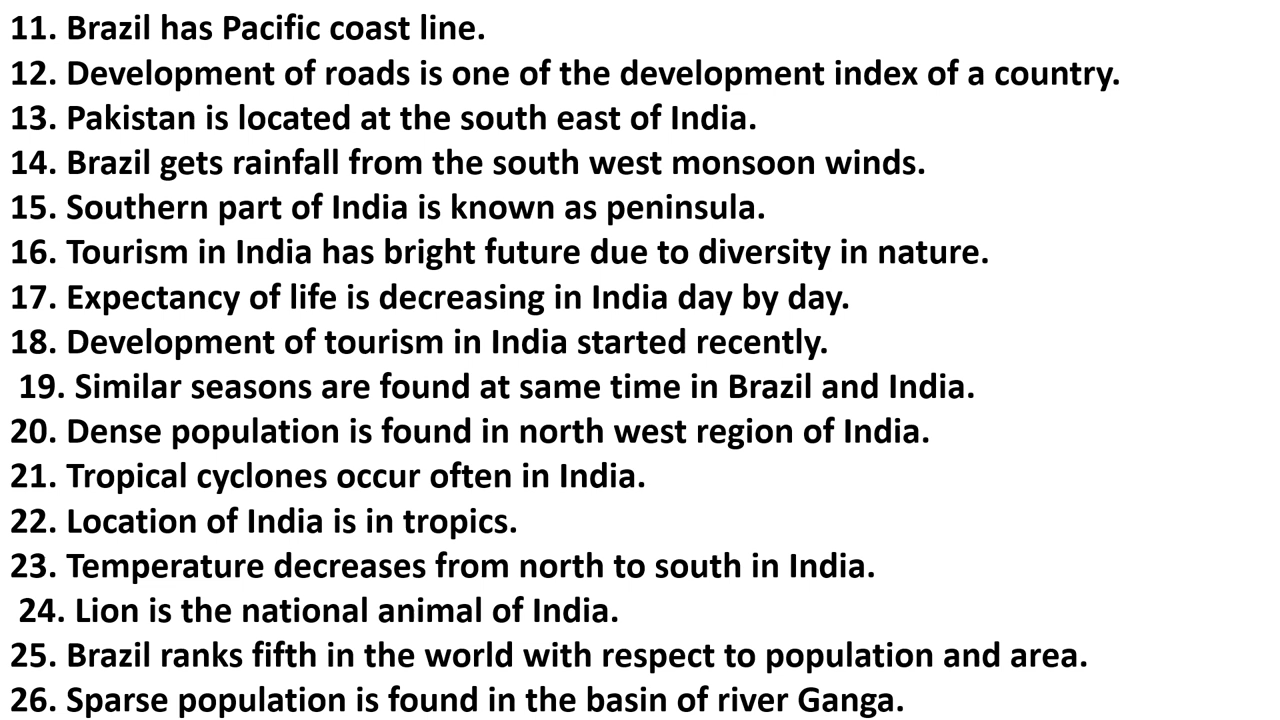 11. Brazil has Pacific coast line.
12. Development of roads is one of the development index of a country.
13. Pakistan is located at the south east of India.
14. Brazil gets rainfall from the south west monsoon winds.
15. Southern part of India is known as peninsula.
16. Tourism in India has bright future due to diversity in nature.
17. Expectancy of life is decreasing in India day by day.
18. Development of tourism in India started recently.
19. Similar seasons are found at same time in Brazil and India.
20. Dense population is found in north west region of India.
21. Tropical cyclones occur often in India.
22. Location of India is in tropics.
23. Temperature decreases from north to south in India.
24. Lion is the national animal of India.
25. Brazil ranks fifth in the world with respect to population and area.
26. Sparse population is found in the basin of river Ganga.